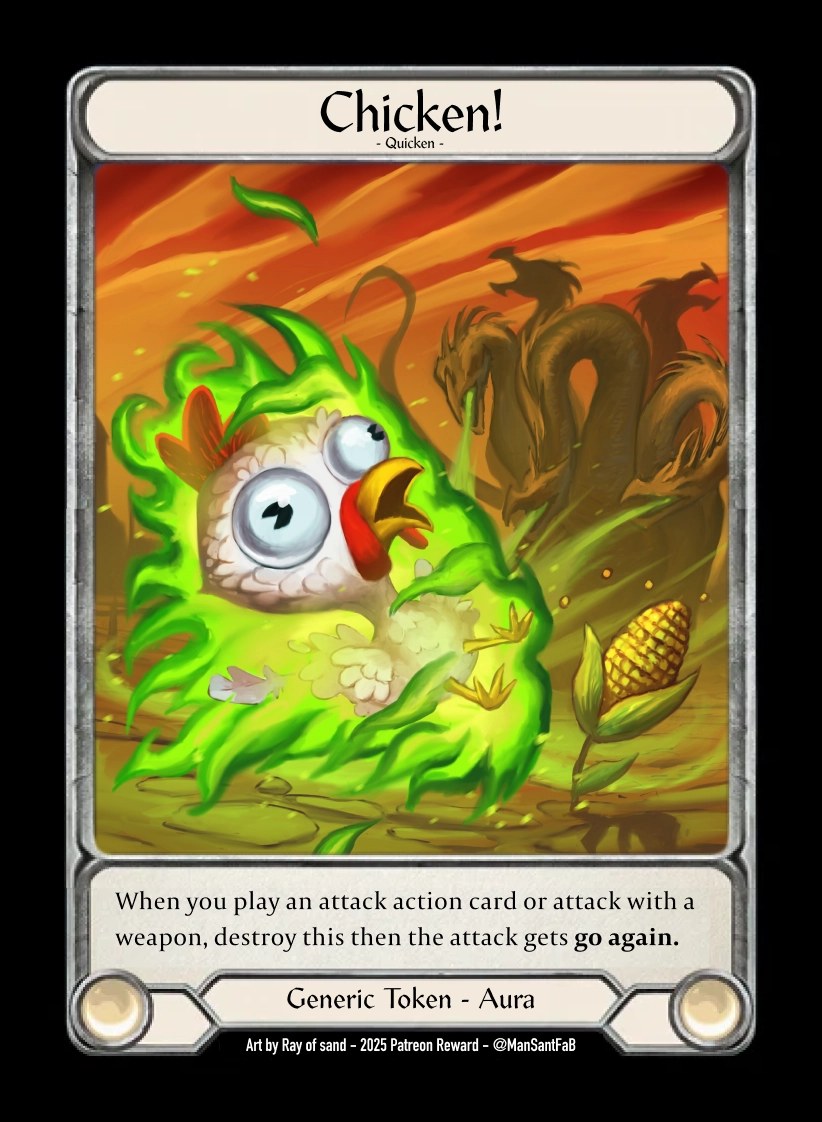 Chicken!
- Quicken -
When you play an attack action card or attack with a
weapon, destroy this then the attack gets go again.
Generic Token - Aura
Art by Ray of sand - 2025 Patreon Reward - @ManSantFaB